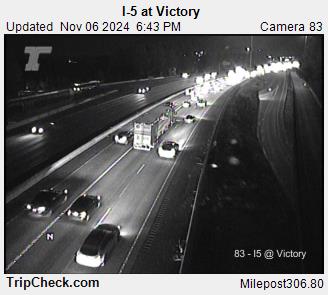 I-5 at Victory
Updated Nov 06 2024 6:43 PM Camera 83
T
N
83 - I5 @ Victory
TripCheck.com Milepost306.80